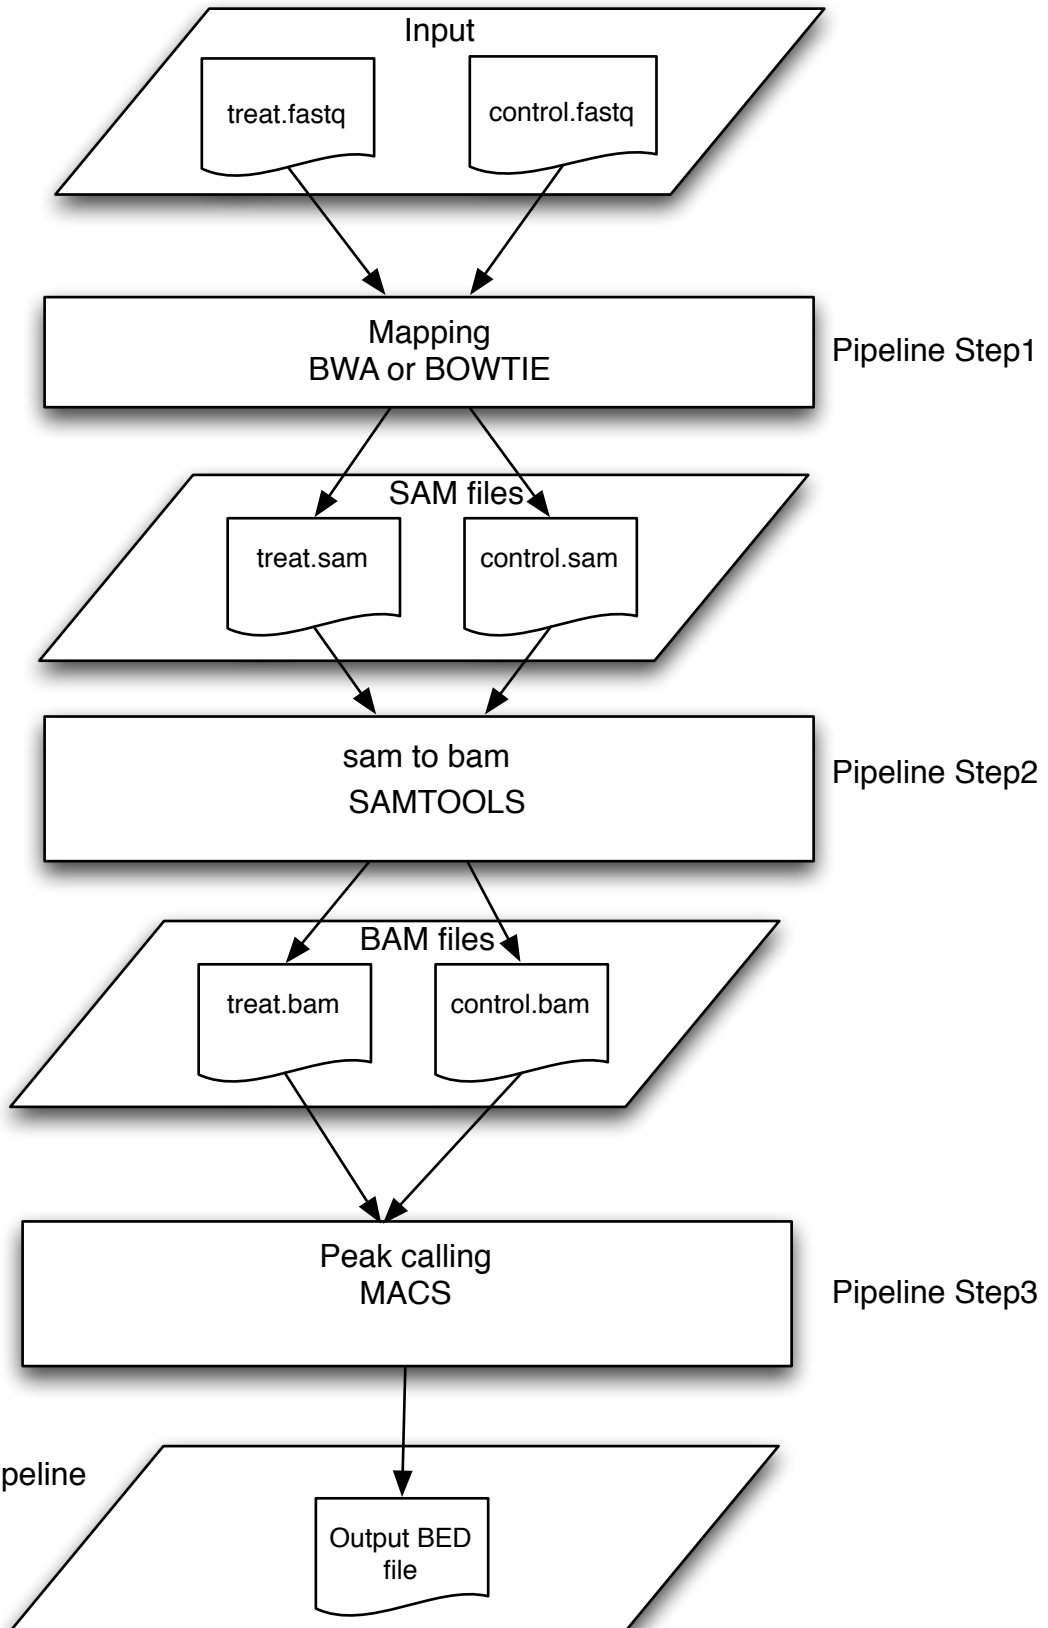 Input
treat.fastq
control.fastq
Mapping
BWA or BOWTIE
Pipeline Step1
SAM files
treat.sam
control.sam
sam to bam
SAMTOOLS
Pipeline Step2
BAM files
treat.bam
control.bam
Peak calling
MACS
Pipeline Step3
peline
Output BED
file